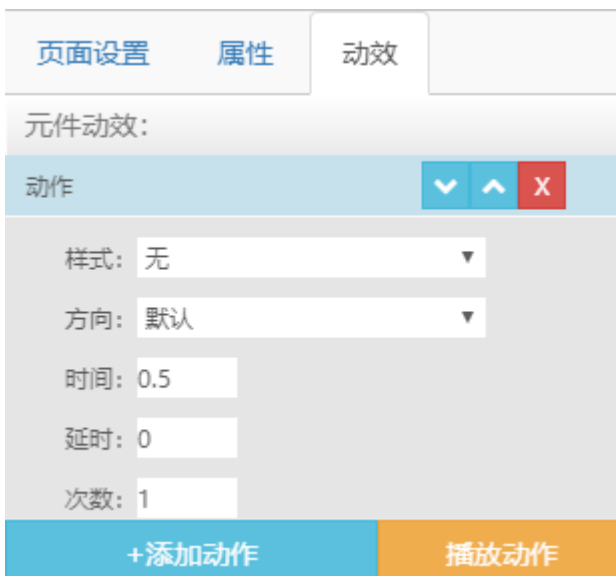 页面设置 属性 动效
元件动效:
动作 X
样式: 无
方向: 默认
时间: 0.5
延时: 0
次数: 1
+添加动作 播放动作